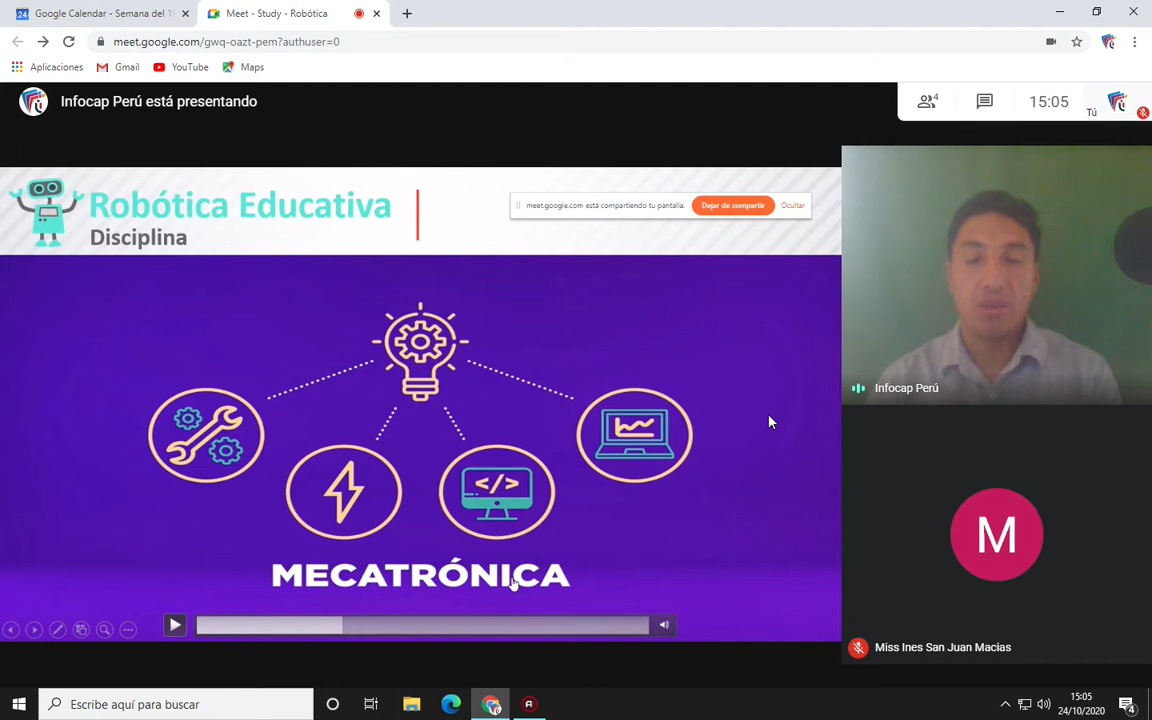 Google Calendar - Semana del 1
Meet - Study - Robótica
meet.google.com/gwq-oazt-pem?authuser=0
Aplicaciones
Gmail
YouTube
Maps
Infocap Perú está presentando
4
15:05
Tú
Robótica Educativa
Disciplina
meet.google.com está compartiendo tu pantalla.
Dejar de compartir
Ocultar
</>
MECATRÓNICA
Infocap Perú
M
Miss Ines San Juan Macias
Escribe aquí para buscar
15:05
24/10/2020
4